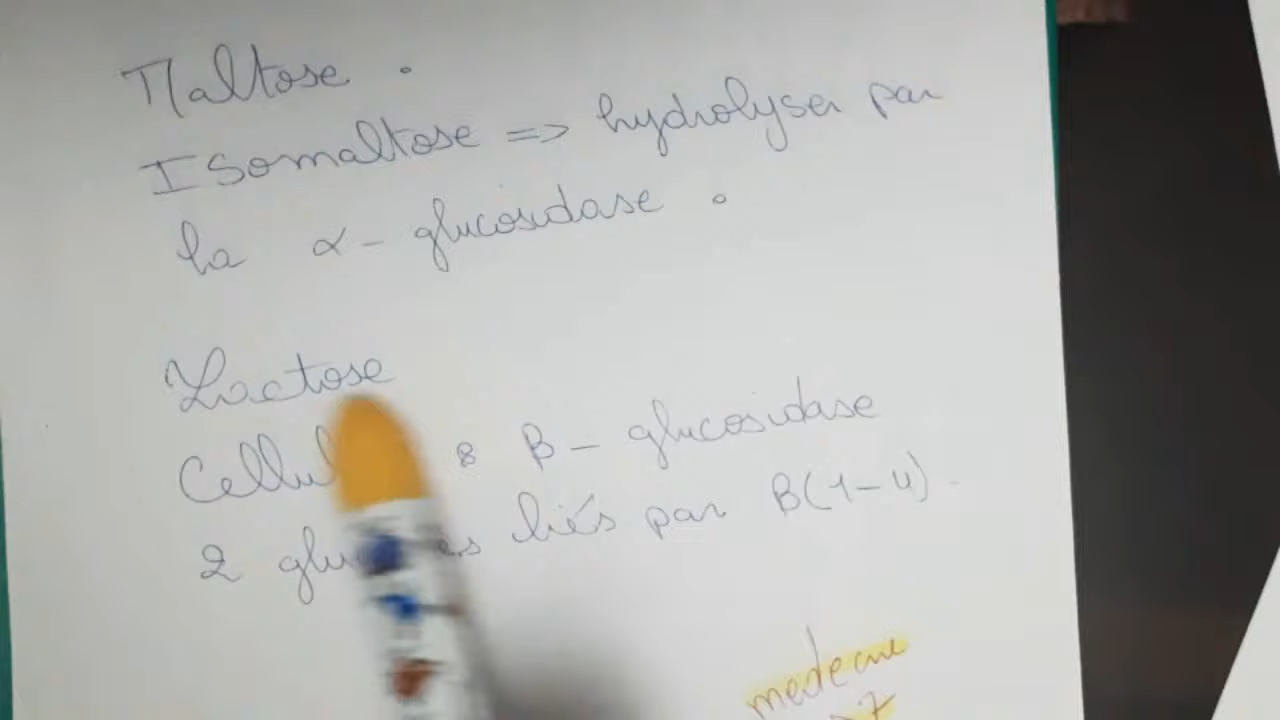 Maltose .
Isomaltose => hydrolyser par
la α - glucosidase .
Lactose
: β - glucosidase
2 liés par B(1-4).
medecine